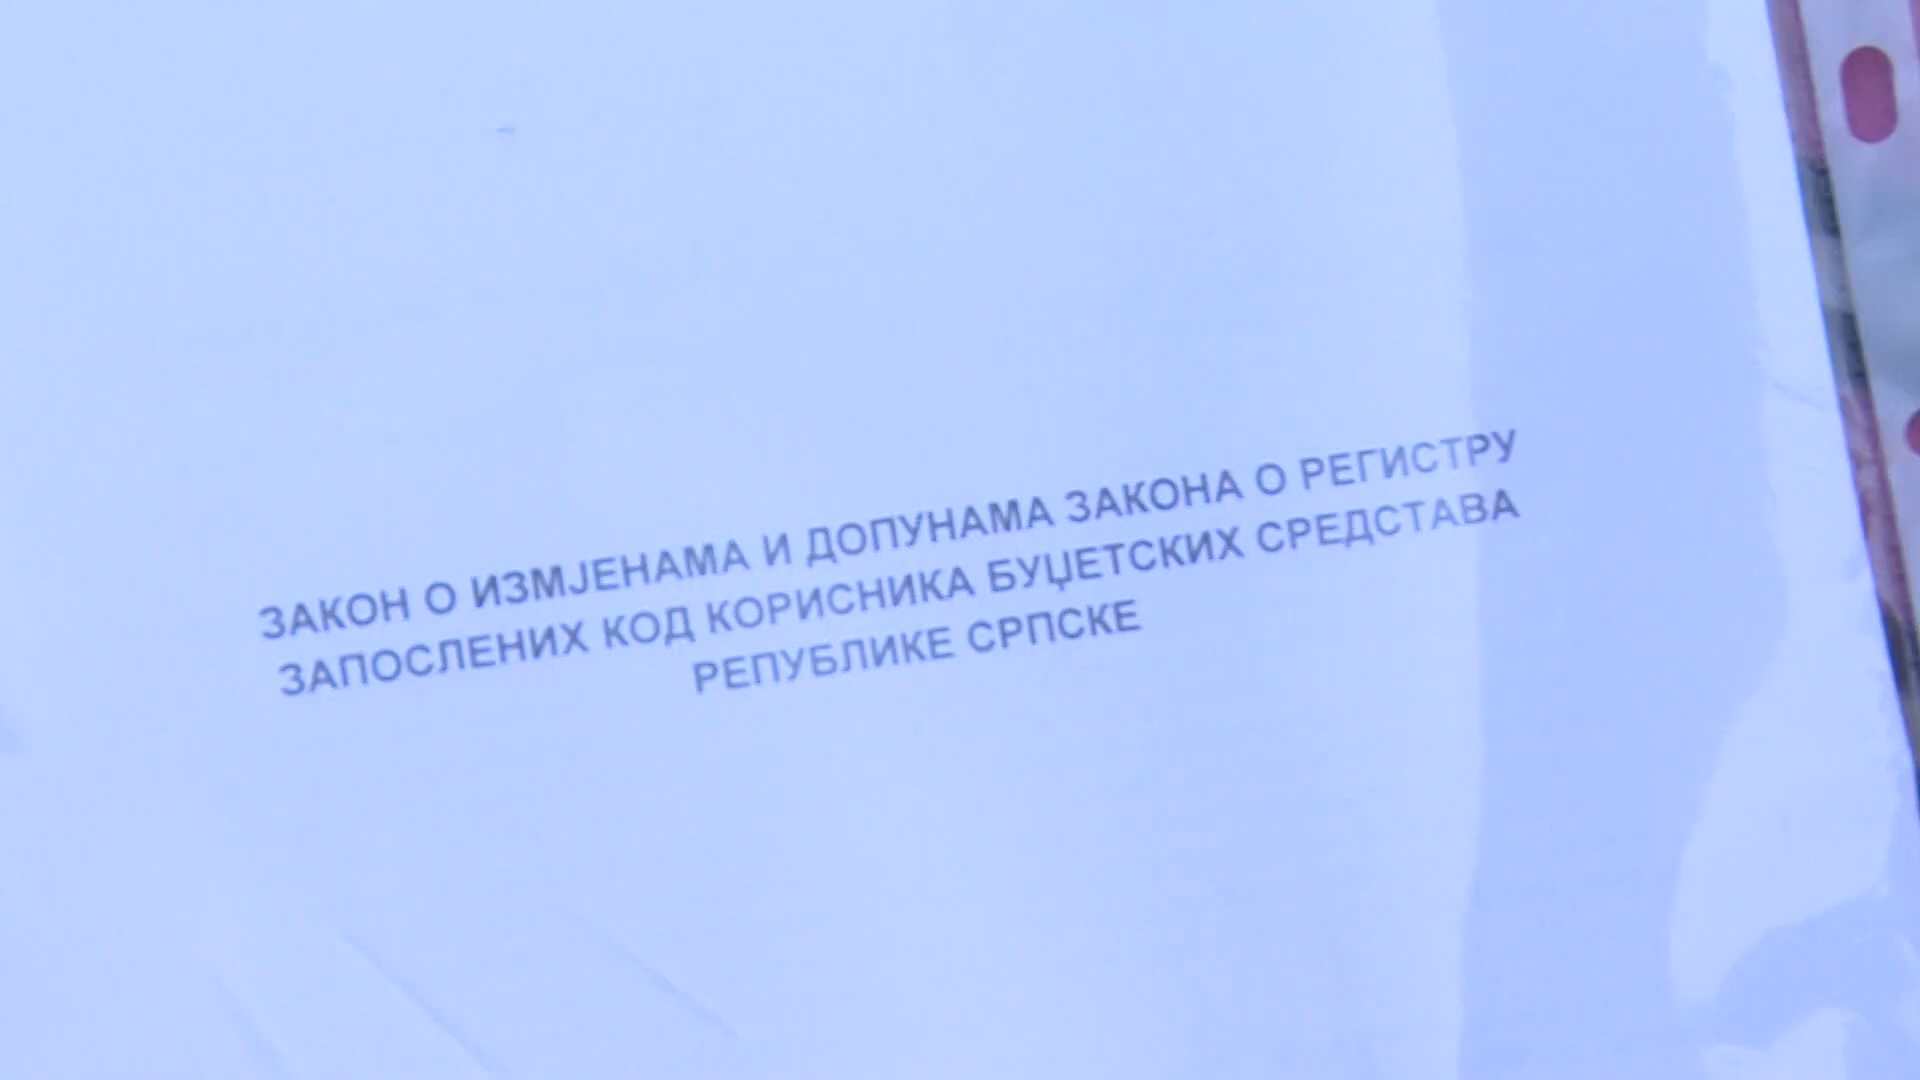 ЗАКОН О ИЗМЈЕНАМА И ДОПУНАМА ЗАКОНА О РЕГИСТРУ
ЗАПОСЛЕНИХ КОД КОРИСНИКА БУЏЕТСКИХ СРЕДСТАВА
РЕПУБЛИКЕ СРПСКЕ